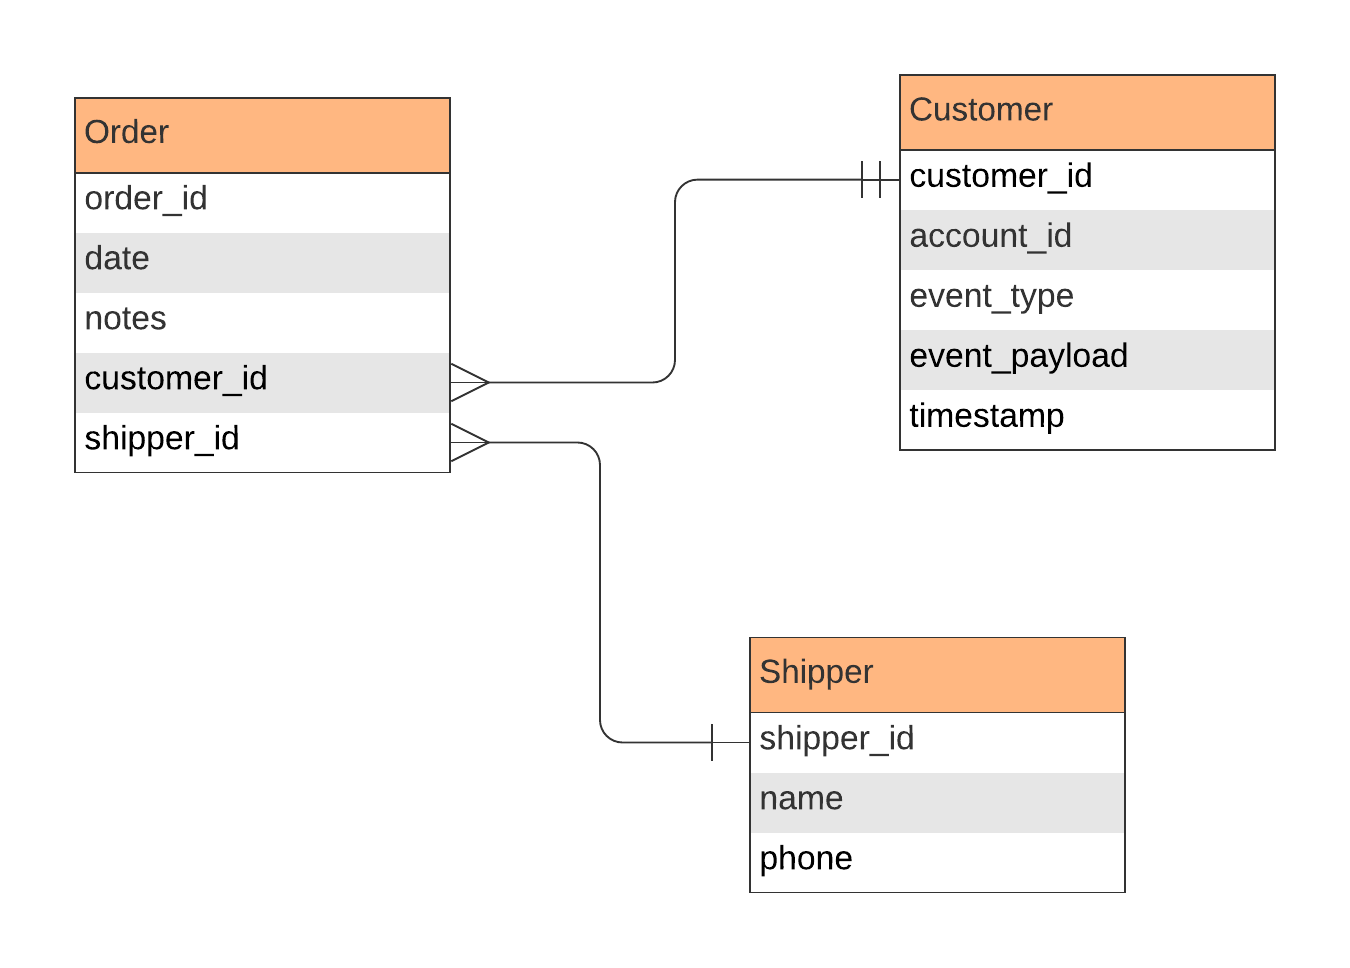 Order
order_id
date
notes
customer_id
shipper_id
Customer
customer_id
account_id
event_type
event_payload
timestamp
Shipper
shipper_id
name
phone